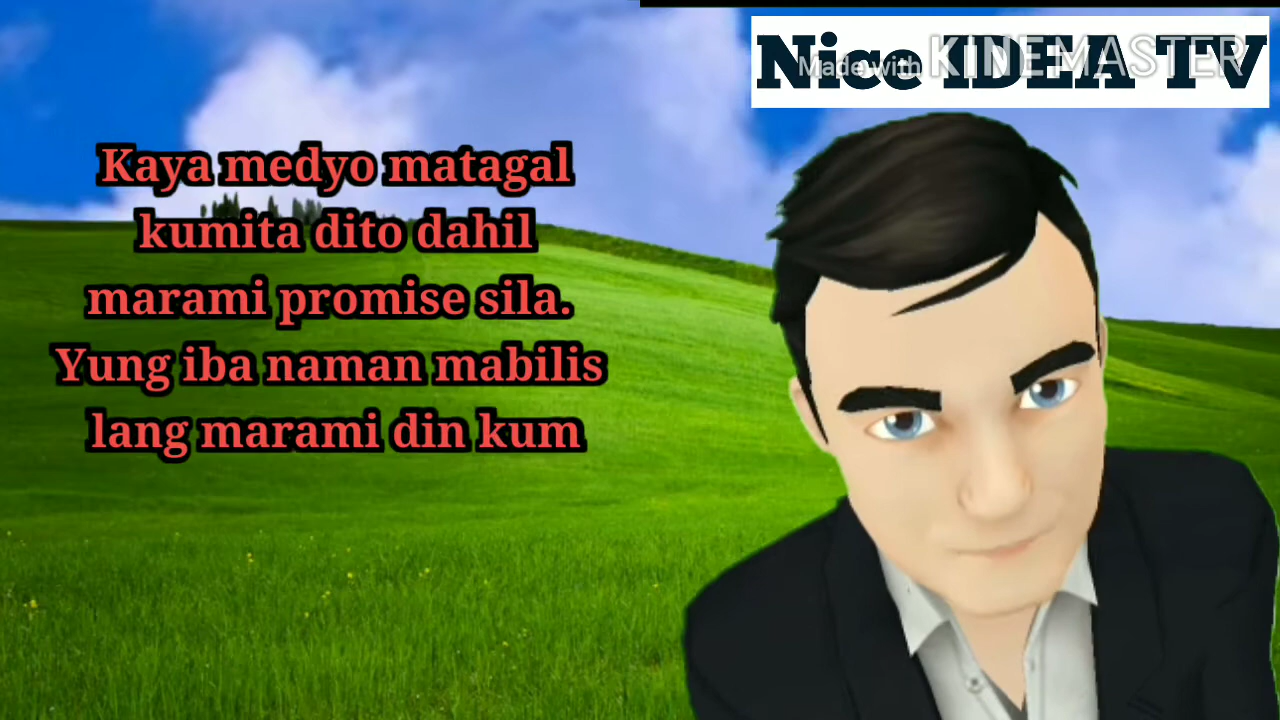 Nice IDEA TV
Made with KINEMASTER
Kaya medyo matagal
kumita dito dahil
marami promise sila.
Yung iba naman mabilis
lang marami din kum